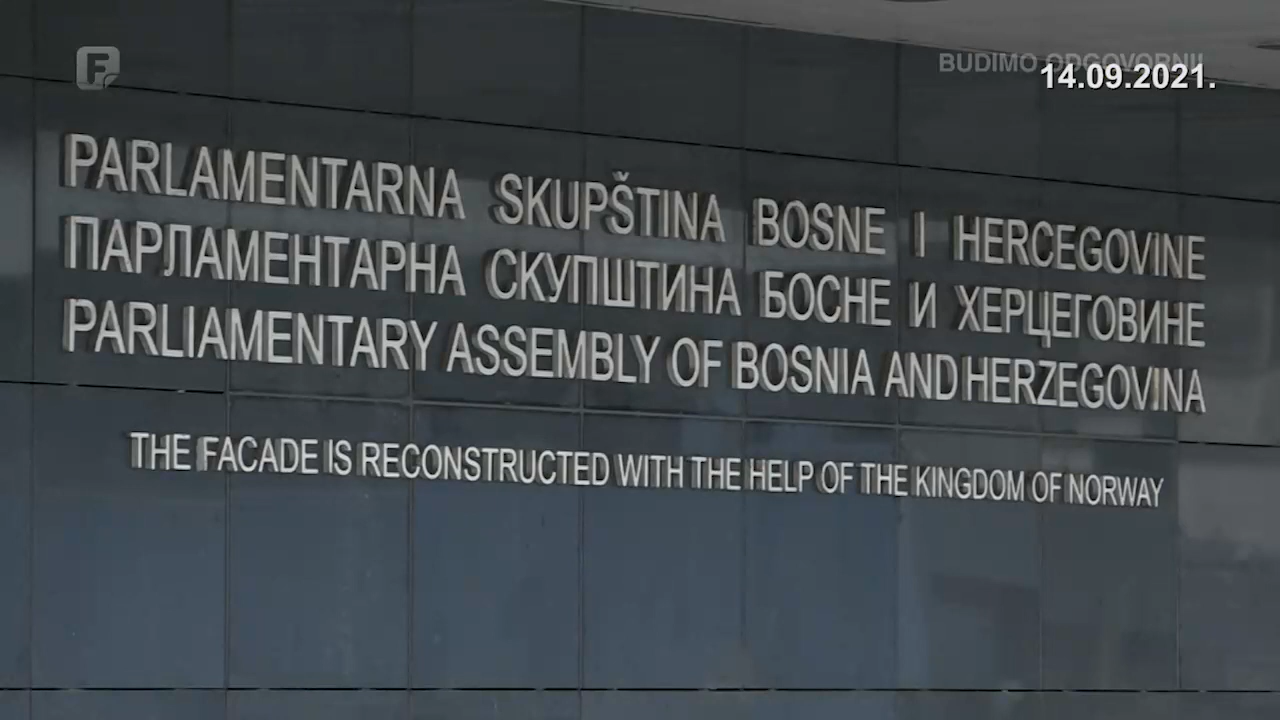 F
BUDIMO ODGOVORNI!
14.09.2021.
PARLAMENTARNA SKUPŠTINA BOSNE I HERCEGOVINE
ПАРЛАМЕНТАРНА СКУПШТИНА БОСНЕ И ХЕРЦЕГОВИНЕ
PARLIAMENTARY ASSEMBLY OF BOSNIA AND HERZEGOVINA
THE FACADE IS RECONSTRUCTED WITH THE HELP OF THE KINGDOM OF NORWAY